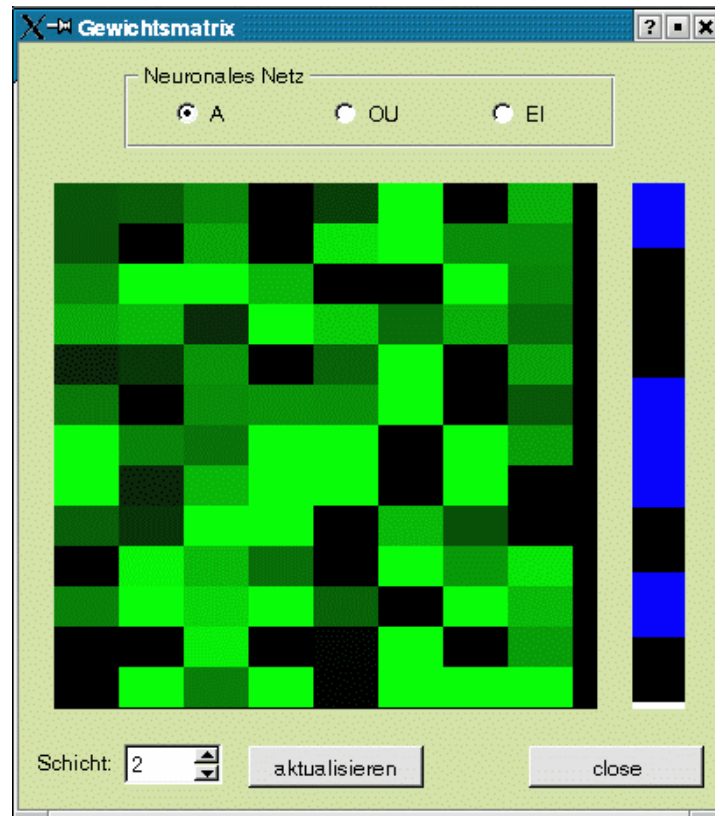 Gewichtsmatrix
?
Neuronales Netz
A OU EI
Schicht: 2 aktualisieren close